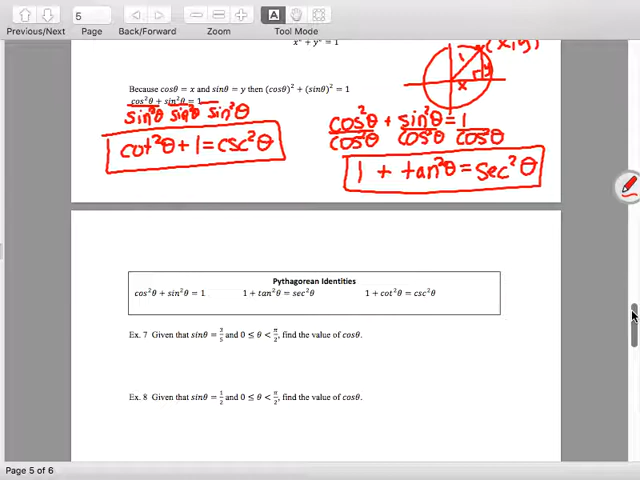 5
Page
Back/Forward
Zoom
Tool Mode
x² + y² = 1
(x,y)
1
y
x
Because cosθ = x and sinθ = y then (cosθ)² + (sinθ)² = 1
cos²θ + sin²θ = 1
sin²θ sin²θ sin²θ
cot²θ + 1 = csc²θ
cos²θ + sin²θ = 1
cos²θ cos²θ cos²θ
1 + tan²θ = sec²θ
Pythagorean Identities
cos²θ + sin²θ = 1 1 + tan²θ = sec²θ 1 + cot²θ = csc²θ
Ex. 7 Given that sinθ = 3/5 and 0 ≤ θ < π/2, find the value of cosθ.
Ex. 8 Given that sinθ = 1/2 and 0 ≤ θ < π/2, find the value of cosθ.
Page 5 of 6